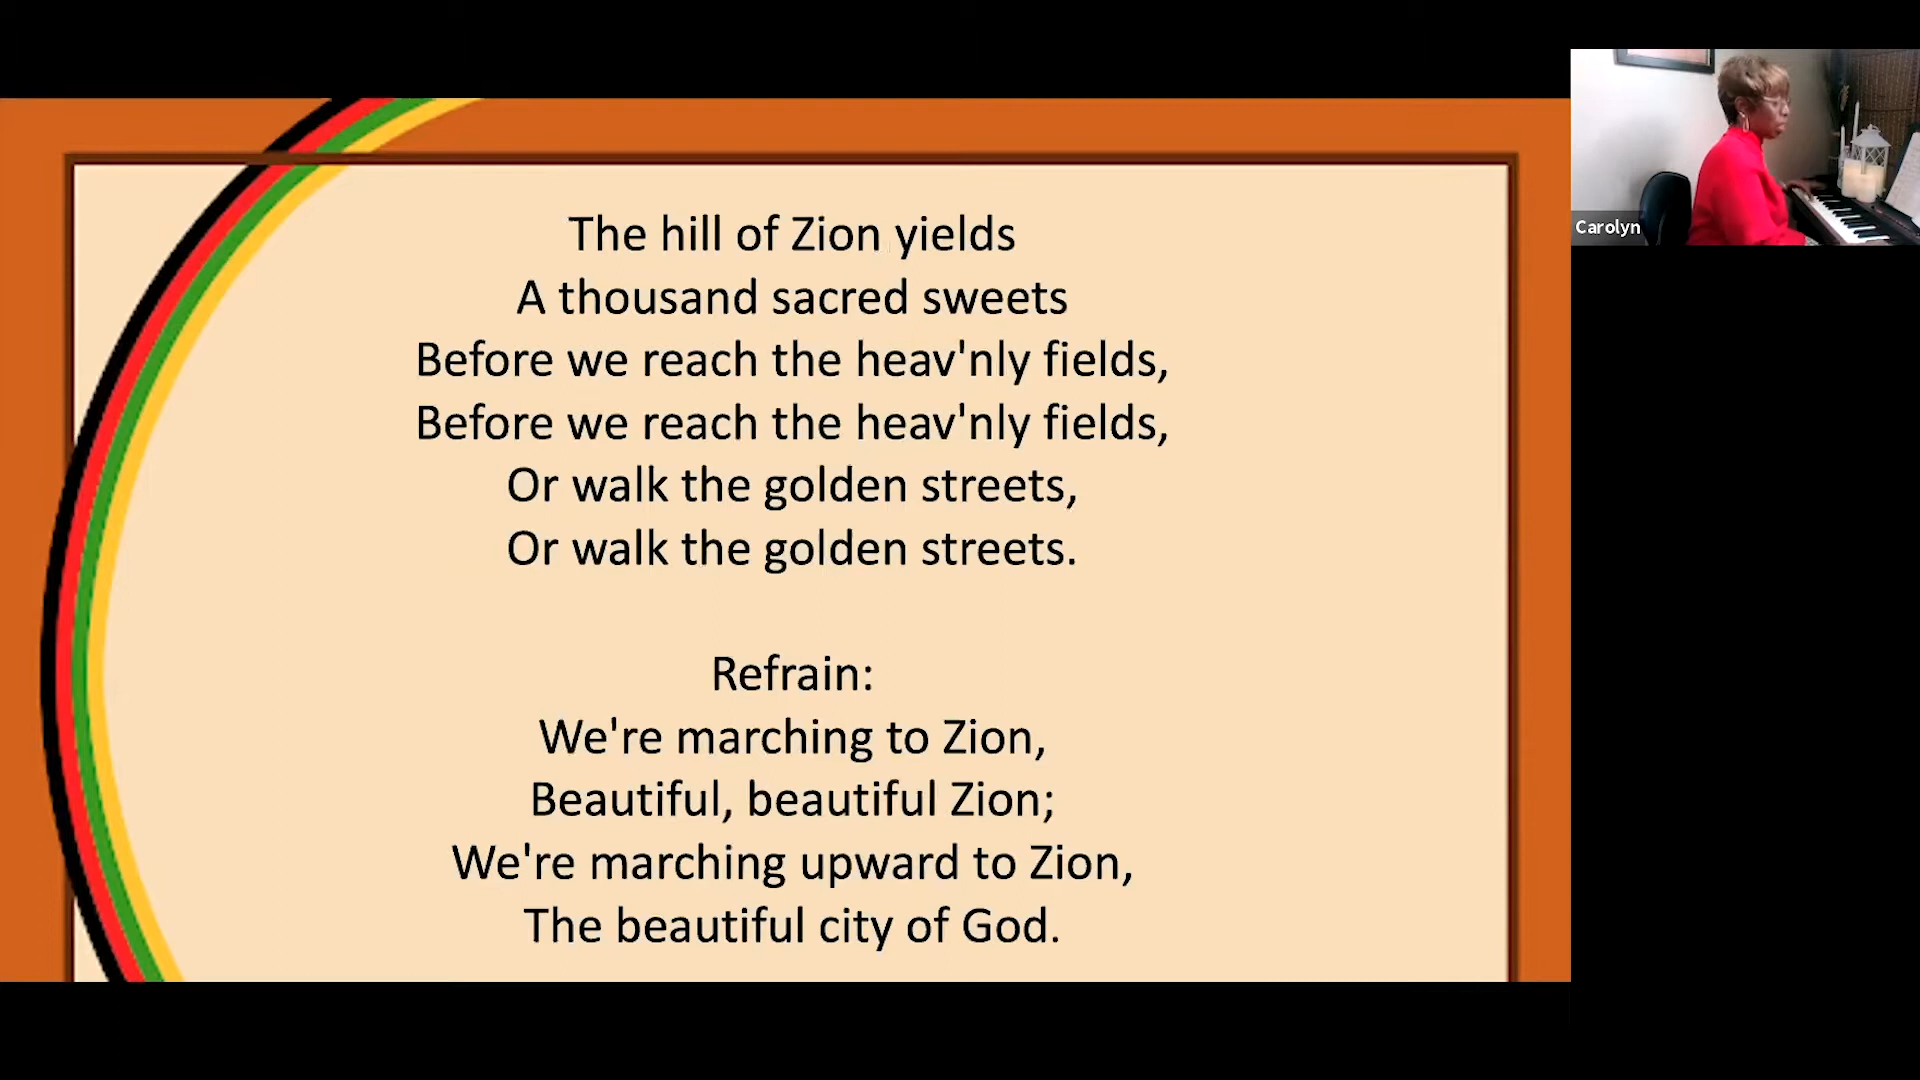 The hill of Zion yields
A thousand sacred sweets
Before we reach the heav'nly fields,
Before we reach the heav'nly fields,
Or walk the golden streets,
Or walk the golden streets.
Refrain:
We're marching to Zion,
Beautiful, beautiful Zion;
We're marching upward to Zion,
The beautiful city of God.
Carolyn